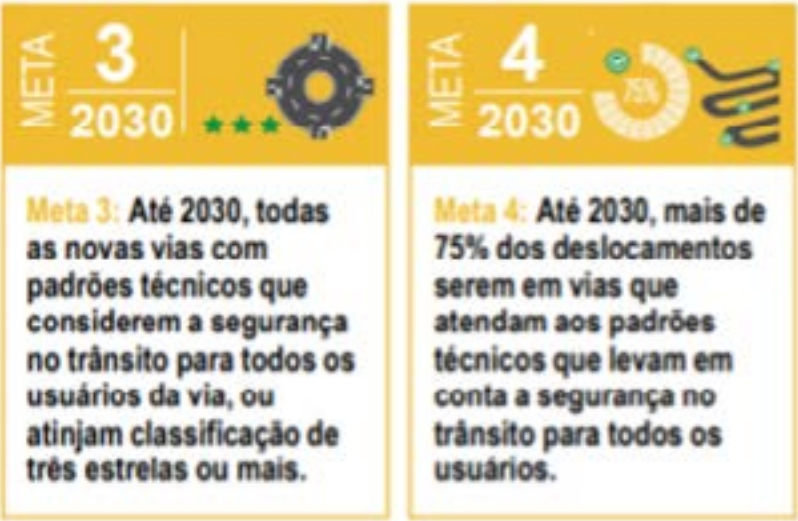 META
3
2030
Meta 3: Até 2030, todas
as novas vias com
padrões técnicos que
considerem a segurança
no trânsito para todos os
usuários da via, ou
atinjam classificação de
três estrelas ou mais.
META
4
2030
75%
Meta 4: Até 2030, mais de
75% dos deslocamentos
serem em vias que
atendam aos padrões
técnicos que levam em
conta a segurança no
trânsito para todos os
usuários.